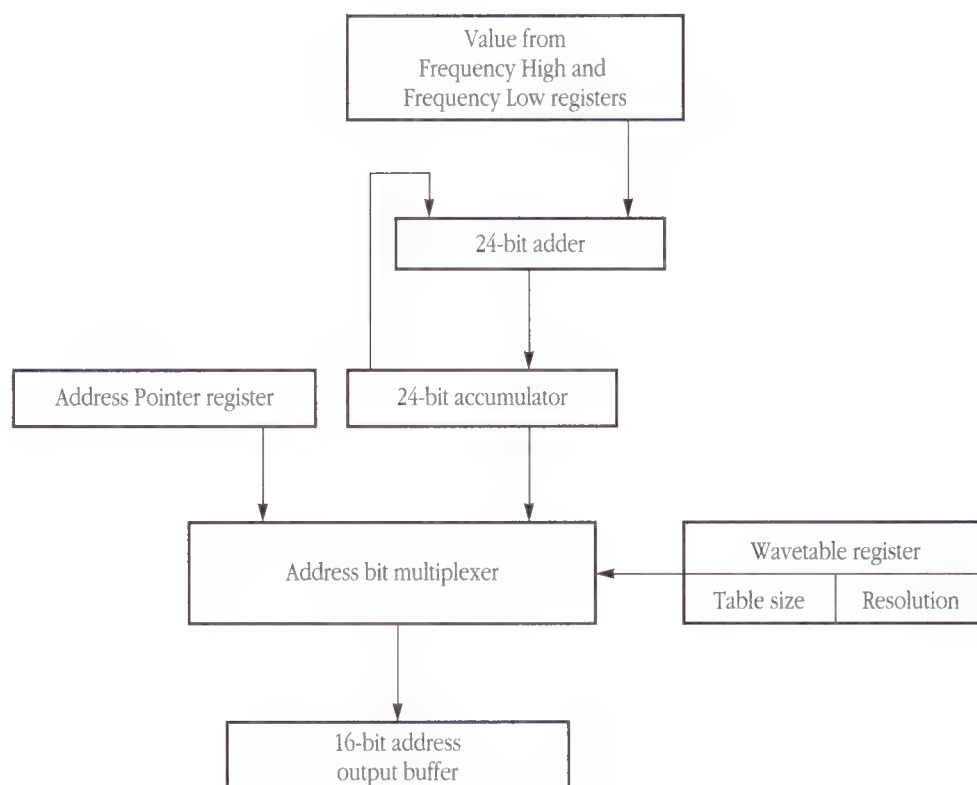 Value from
Frequency High and
Frequency Low registers
24-bit adder
Address Pointer register
24-bit accumulator
Address bit multiplexer
Wavetable register
Table size
Resolution
16-bit address
output buffer